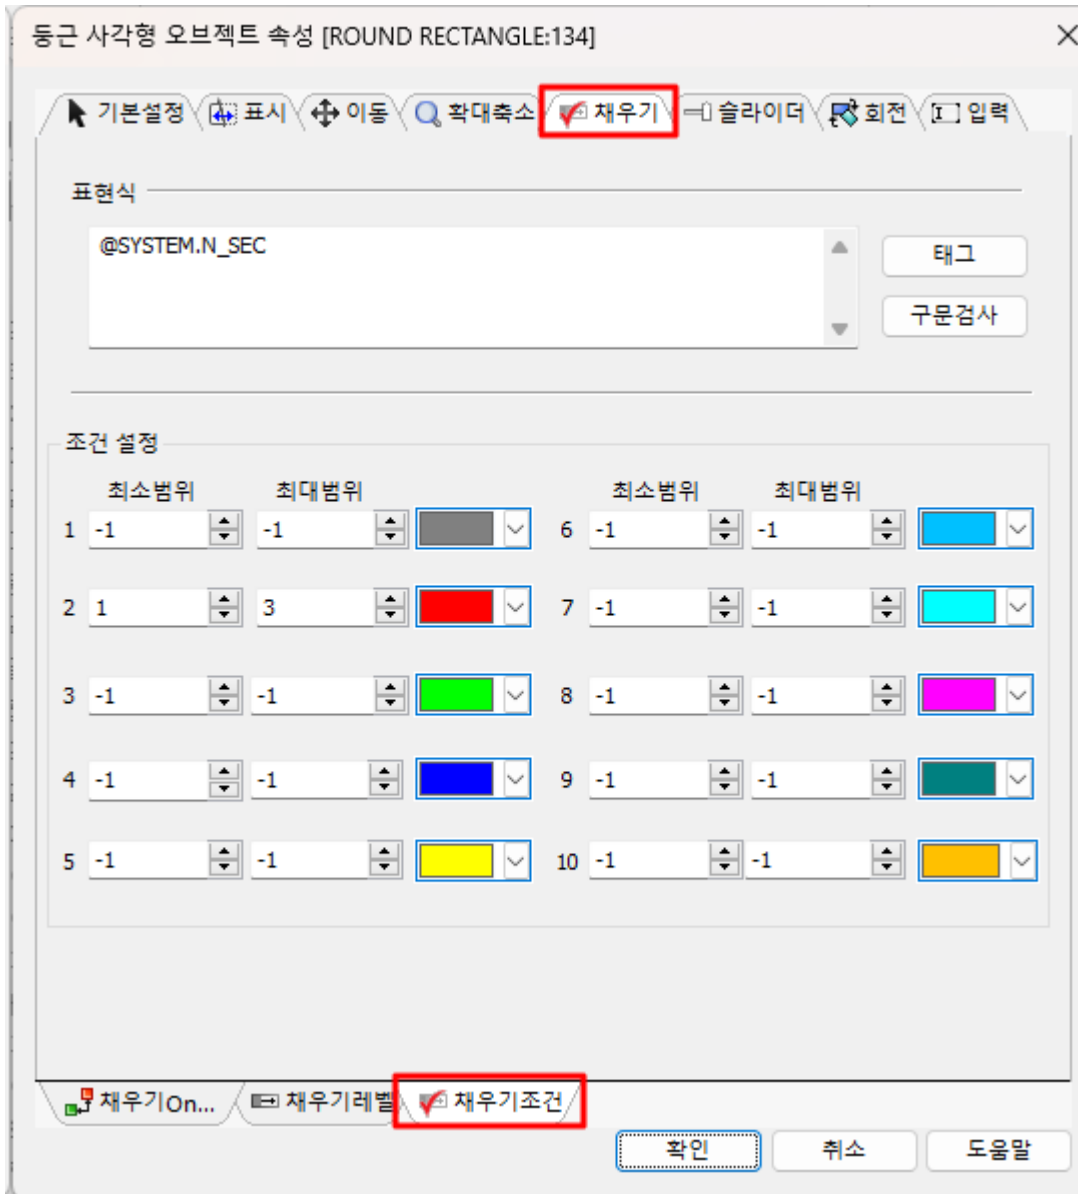 둥근 사각형 오브젝트 속성 [ROUND RECTANGLE:134]
기본설정 표시 이동 확대축소 채우기 슬라이더 회전 입력
표현식
@SYSTEM.N_SEC
태그
구문검사
조건 설정
최소범위 최대범위 최소범위 최대범위
1 -1 -1 6 -1 -1
2 1 3 7 -1 -1
3 -1 -1 8 -1 -1
4 -1 -1 9 -1 -1
5 -1 -1 10 -1 -1
채우기On... 채우기레벨 채우기조건
확인 취소 도움말